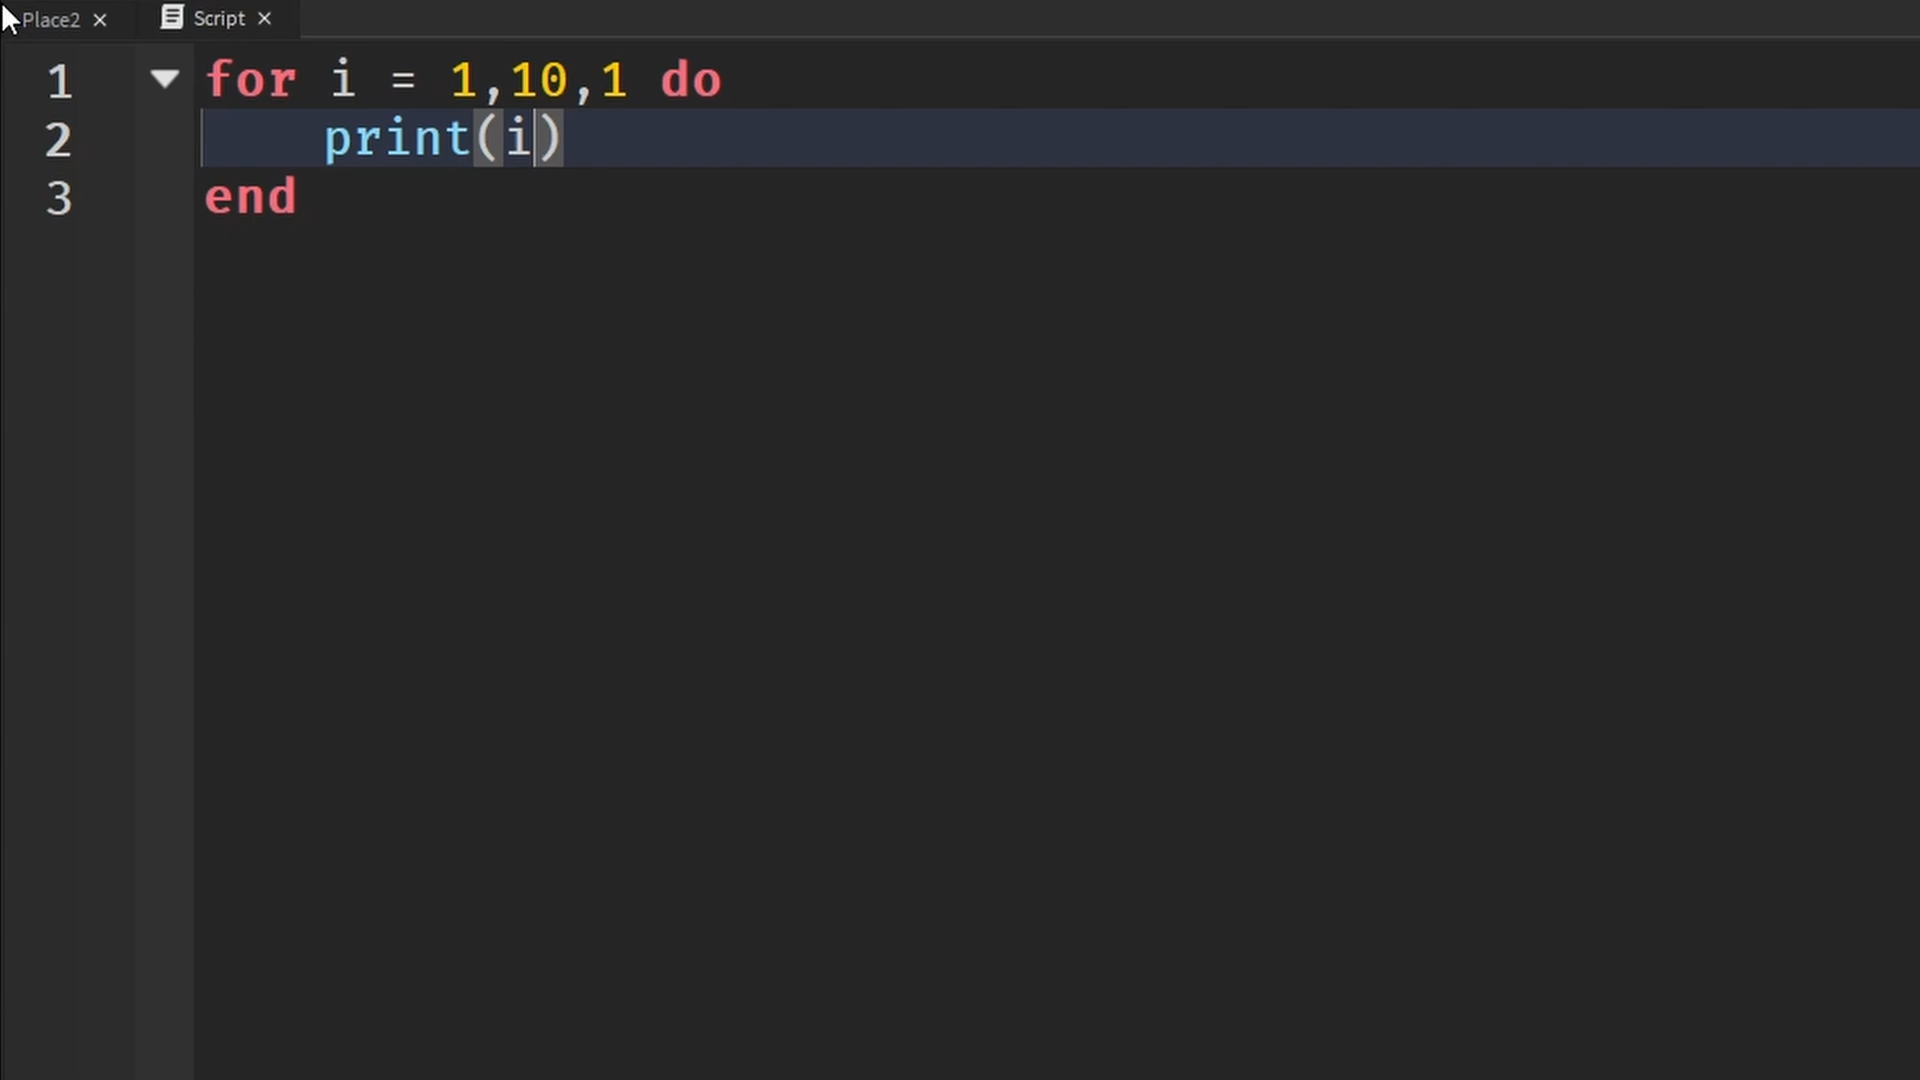 Place2 × Script ×
1 for i = 1,10,1 do
2     print(i)
3 end